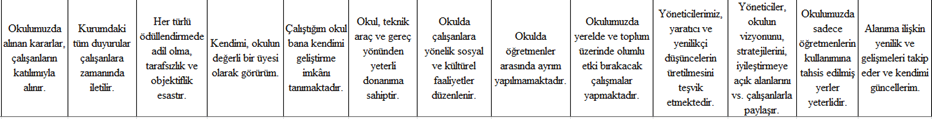 Okulumuzda
alınan kararlar,
çalışanların
katılımıyla
alınır.
Kurumdaki
tüm duyurular
çalışanlara
zamanında
iletilir.
Her türlü
ödüllendirmede
adil olma,
tarafsızlık ve
objektiflik
esastır.
Kendimi, okulun
değerli bir üyesi
olarak görürüm.
Çalıştığım okul
bana kendimi
geliştirme
imkânı
tanımaktadır.
Okul, teknik
araç ve gereç
yönünden
yeterli
donanıma
sahiptir.
Okulda
çalışanlara
yönelik sosyal
ve kültürel
faaliyetler
düzenlenir.
Okulda
öğretmenler
arasında ayrım
yapılmamaktadır.
Okulumuzda
yerelde ve toplum
üzerinde olumlu
etki bırakacak
çalışmalar
yapmaktadır.
Yöneticilerimiz,
yaratıcı ve
yenilikçi
düşüncelerin
üretilmesini
teşvik
etmektedir.
Yöneticiler,
okulun
vizyonunu,
stratejilerini,
iyileştirmeye
açık alanlarını
vs. çalışanlarla
paylaşır.
Okulumuzda
sadece
öğretmenlerin
kullanımına
tahsis edilmiş
yerler
yeterlidir.
Alanıma ilişkin
yenilik ve
gelişmeleri takip
eder ve kendimi
güncellerim.